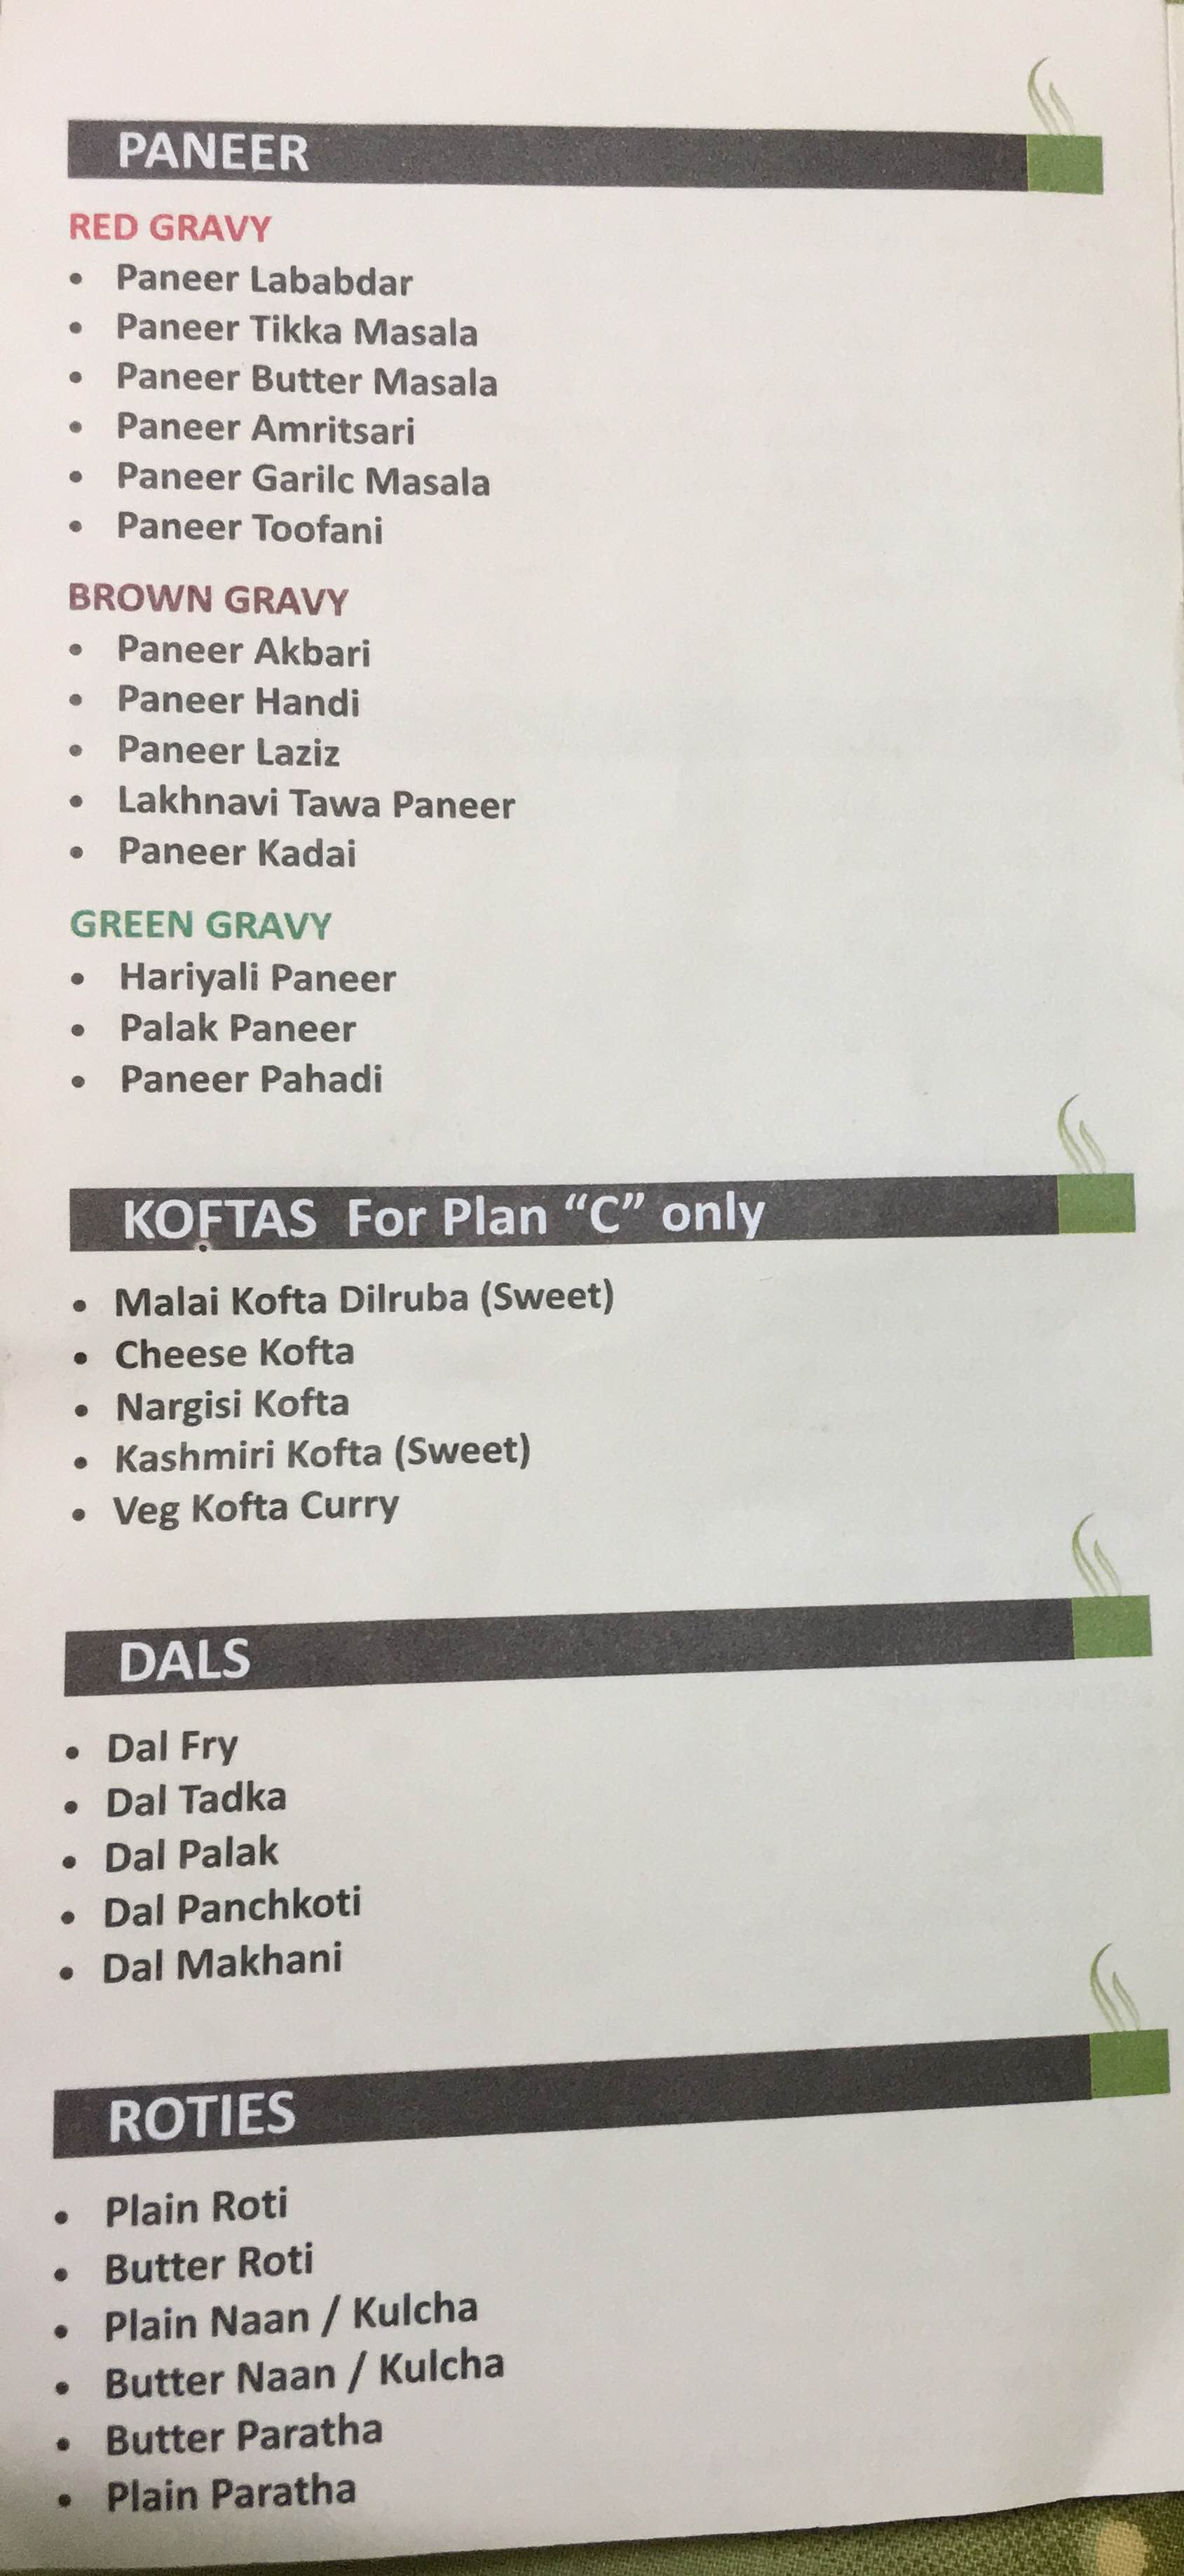 PANEER
RED GRAVY
• Paneer Lababdar
• Paneer Tikka Masala
• Paneer Butter Masala
• Paneer Amritsari
• Paneer Garilc Masala
• Paneer Toofani
BROWN GRAVY
• Paneer Akbari
• Paneer Handi
• Paneer Laziz
• Lakhnavi Tawa Paneer
• Paneer Kadai
GREEN GRAVY
• Hariyali Paneer
• Palak Paneer
• Paneer Pahadi
KOFTAS For Plan “C” only
• Malai Kofta Dilruba (Sweet)
• Cheese Kofta
• Nargisi Kofta
• Kashmiri Kofta (Sweet)
• Veg Kofta Curry
DALS
• Dal Fry
• Dal Tadka
• Dal Palak
• Dal Panchkoti
• Dal Makhani
ROTIES
• Plain Roti
• Butter Roti
• Plain Naan / Kulcha
• Butter Naan / Kulcha
• Butter Paratha
• Plain Paratha